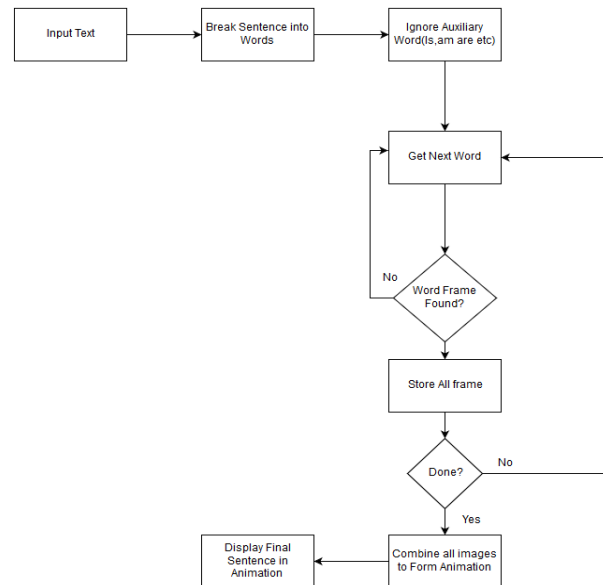 Input Text
Break Sentence into
Words
Ignore Auxiliary
Word(Is,am are etc)
Get Next Word
No
Word Frame
Found?
Store All frame
Done?
No
Yes
Combine all images
to Form Animation
Display Final
Sentence in
Animation